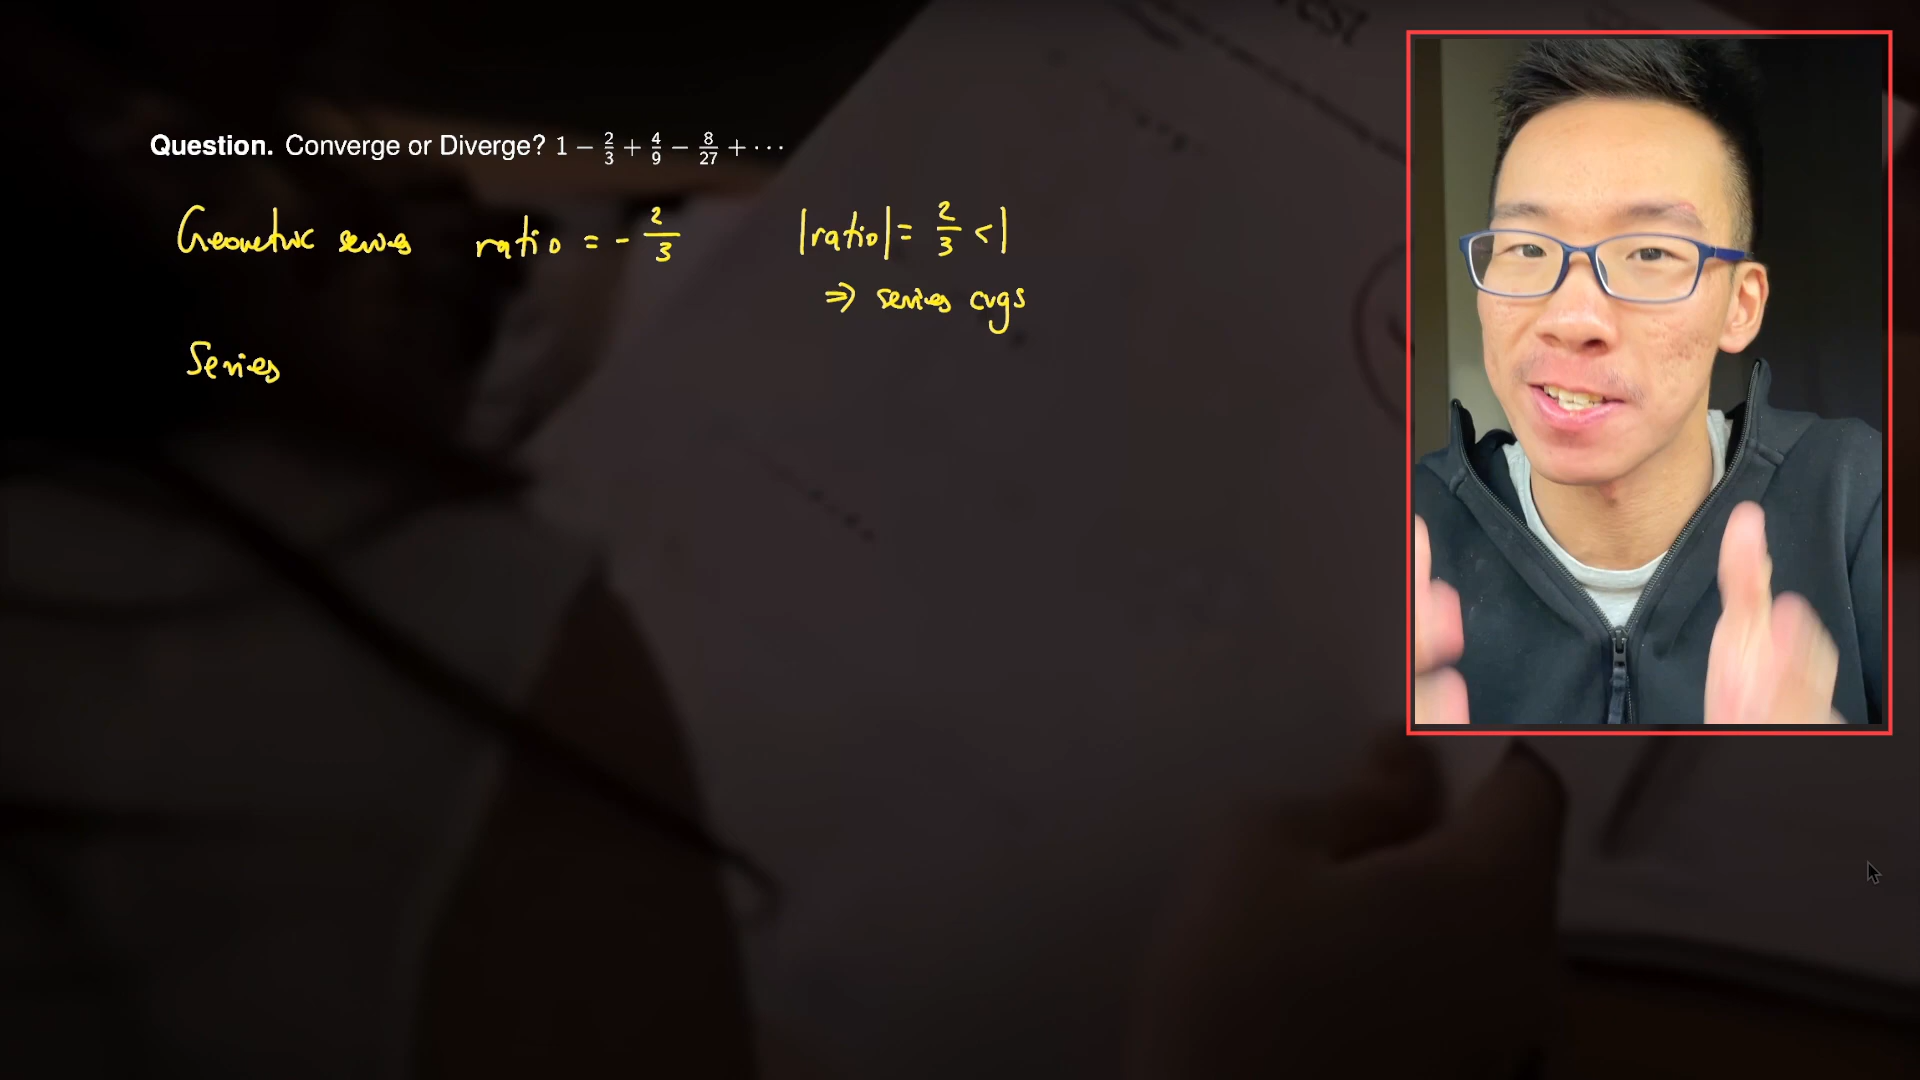 Question. Converge or Diverge? 1 − 2/3 + 4/9 − 8/27 + ⋯
Geometric series ratio = - 2/3 |ratio| = 2/3 < 1
⇒ series cvgs
Series